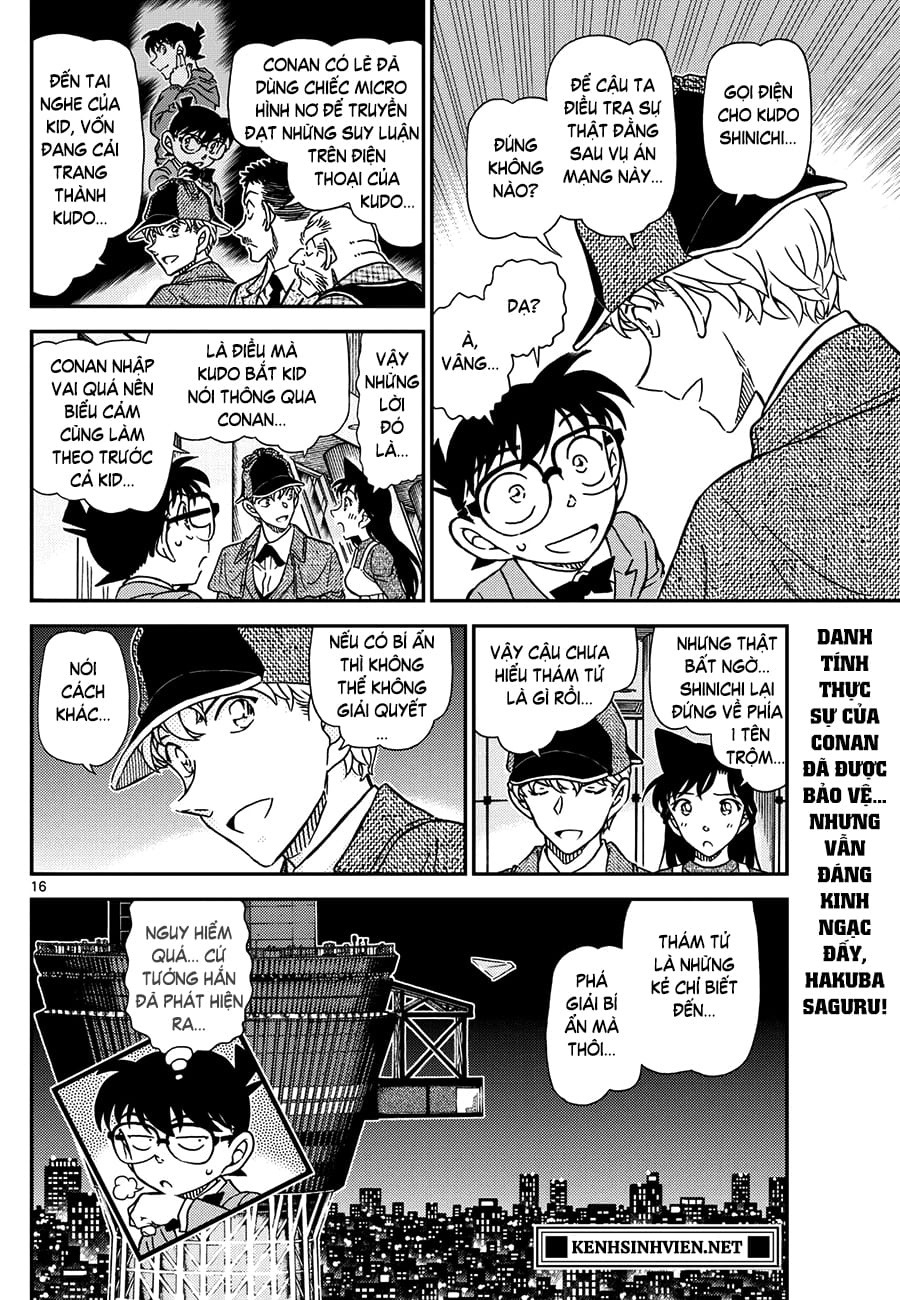 GỌI ĐIỆN
CHO KUDO
SHINICHI...
ĐỂ CẬU TA
ĐIỀU TRA SỰ
THẬT ĐẰNG
SAU VỤ ÁN
MẠNG NÀY...
ĐÚNG
KHÔNG
NÀO?
DẠ?
À,
VÂNG...
CONAN CÓ LẼ ĐÃ
DÙNG CHIẾC MICRO
HÌNH NƠ ĐỂ TRUYỀN
ĐẠT NHỮNG SUY LUẬN
TRÊN ĐIỆN
THOẠI CỦA
KUDO...
ĐẾN TAI
NGHE CỦA
KID, VỐN
ĐANG CẢI
TRANG
THÀNH
KUDO...
VẬY
NHỮNG
LỜI
ĐÓ
LÀ...
LÀ ĐIỀU MÀ
KUDO BẮT KID
NÓI THÔNG QUA
CONAN...
CONAN NHẬP
VAI QUÁ NÊN
BIỂU CẢM
CŨNG LÀM
THEO TRƯỚC
CẢ KID...
NHƯNG THẬT
BẤT NGỜ...
SHINICHI LẠI
ĐỨNG VỀ PHÍA
1 TÊN
TRỘM...
VẬY CẬU CHƯA
HIỂU THÁM TỬ
LÀ GÌ RỒI...
NẾU CÓ BÍ ẨN
THÌ KHÔNG
THỂ KHÔNG
GIẢI QUYẾT
...
NÓI
CÁCH
KHÁC...
16
THÁM TỬ
LÀ NHỮNG
KẺ CHỈ BIẾT
ĐẾN...
PHÁ
GIẢI BÍ
ẨN MÀ
THÔI...
NGUY HIỂM
QUÁ... CỨ
TƯỞNG HẮN
ĐÃ PHÁT HIỆN
RA...
DANH
TÍNH
THỰC
SỰ CỦA
CONAN
ĐÃ ĐƯỢC
BẢO VỆ...
NHƯNG
VẪN
ĐÁNG
KINH
NGẠC
ĐẤY,
HAKUBA
SAGURU!
KENHSINHVIEN.NET